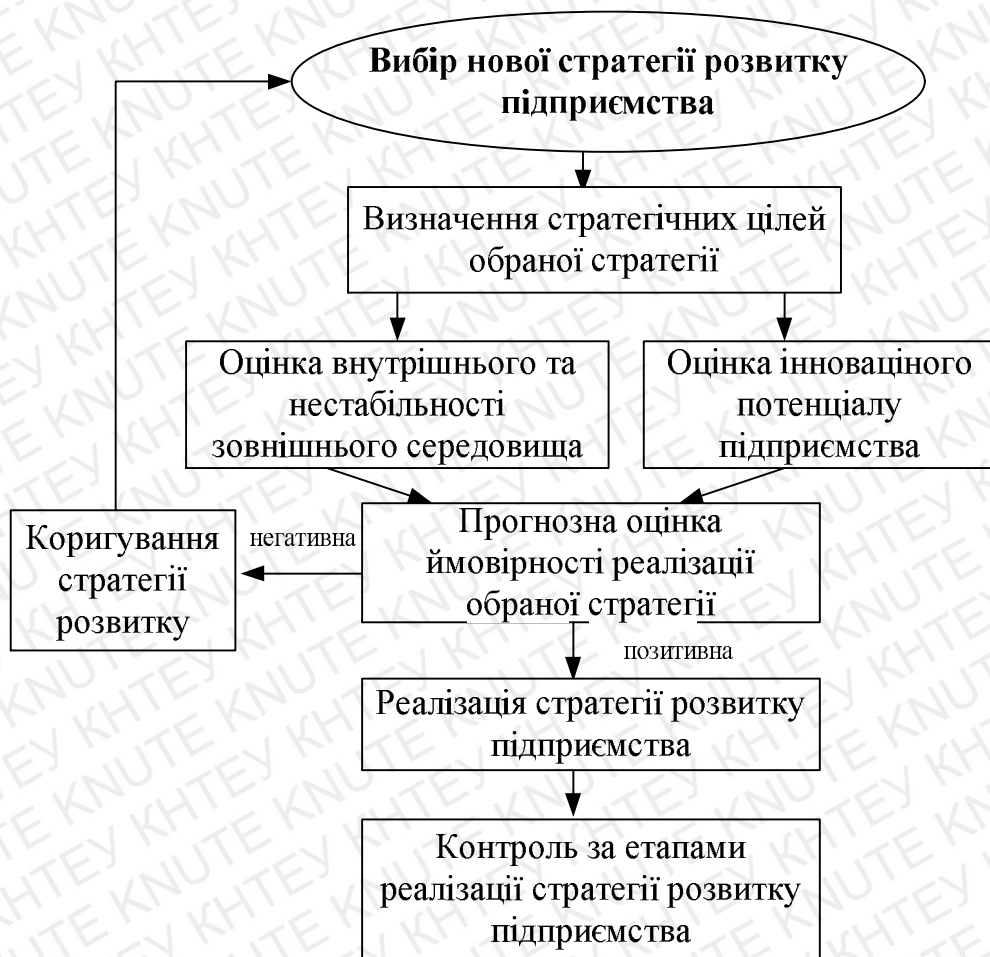 Вибір нової стратегії розвитку
підприємства
Визначення стратегічних цілей
обраної стратегії
Оцінка внутрішнього та
нестабільності
зовнішнього середовища
Оцінка інноваціного
потенціалу
підприємства
Прогнозна оцінка
ймовірності реалізації
обраної стратегії
негативна
Коригування
стратегії
розвитку
позитивна
Реалізація стратегії розвитку
підприємства
Контроль за етапами
реалізації стратегії розвитку
підприємства
KHTEУ KNUTE